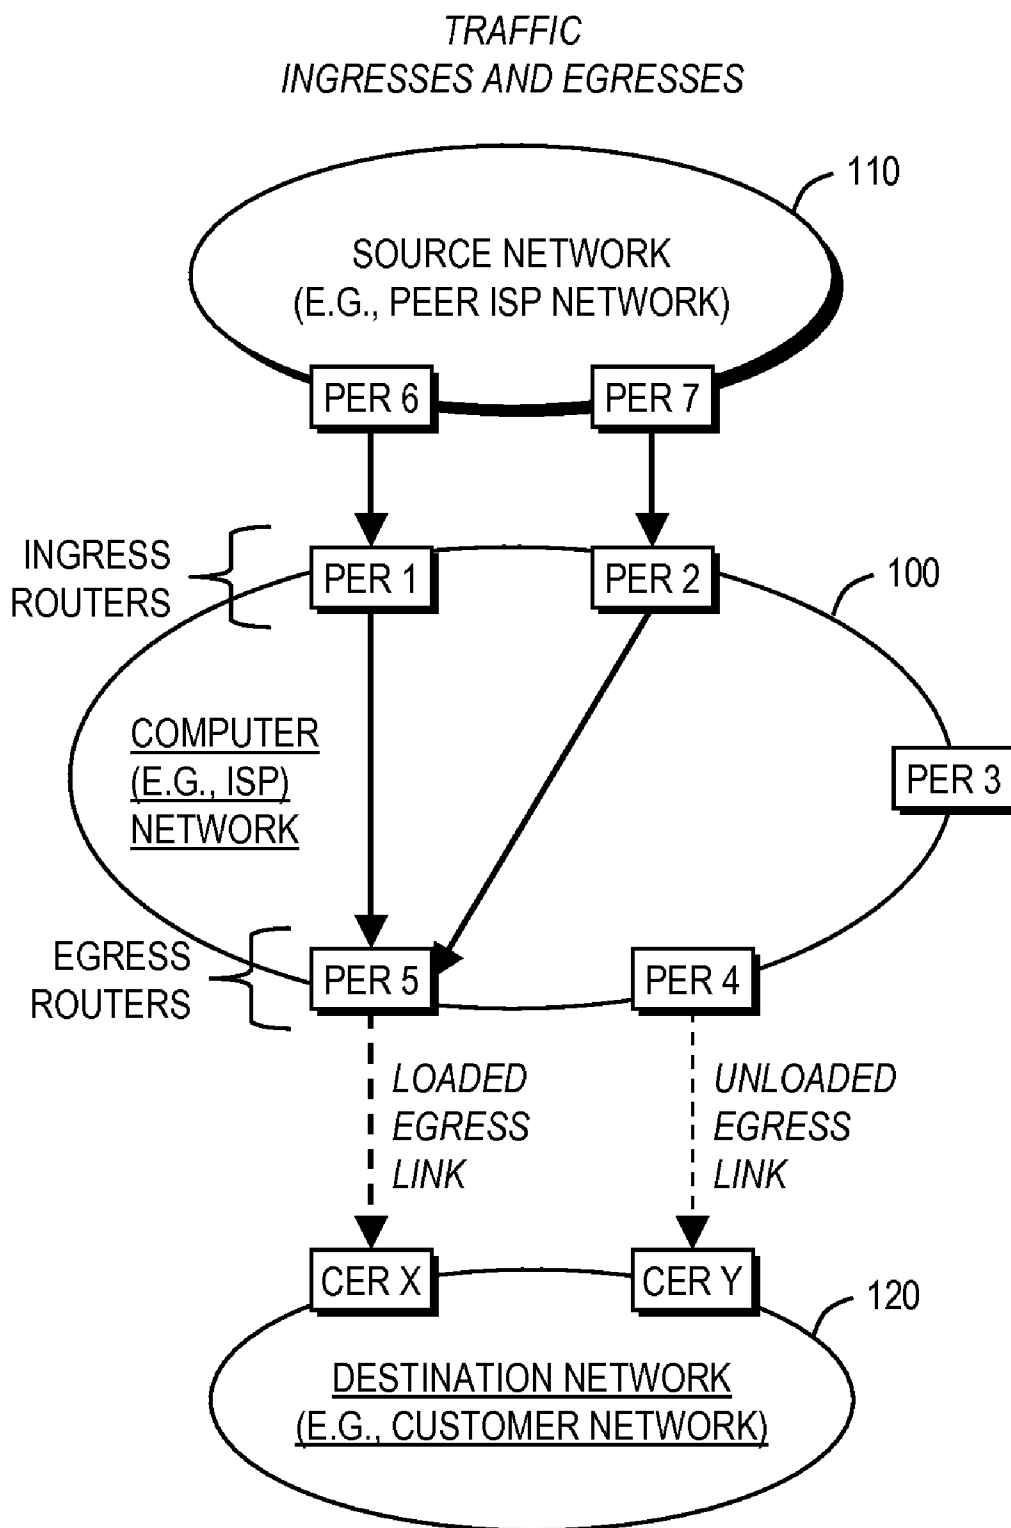 TRAFFIC
INGRESSES AND EGRESSES
110
SOURCE NETWORK
(E.G., PEER ISP NETWORK)
PER 6
PER 7
INGRESS
ROUTERS
PER 1
PER 2
100
COMPUTER
(E.G., ISP)
NETWORK
PER 3
EGRESS
ROUTERS
PER 5
PER 4
LOADED
EGRESS
LINK
UNLOADED
EGRESS
LINK
CER X
CER Y
120
DESTINATION NETWORK
(E.G., CUSTOMER NETWORK)